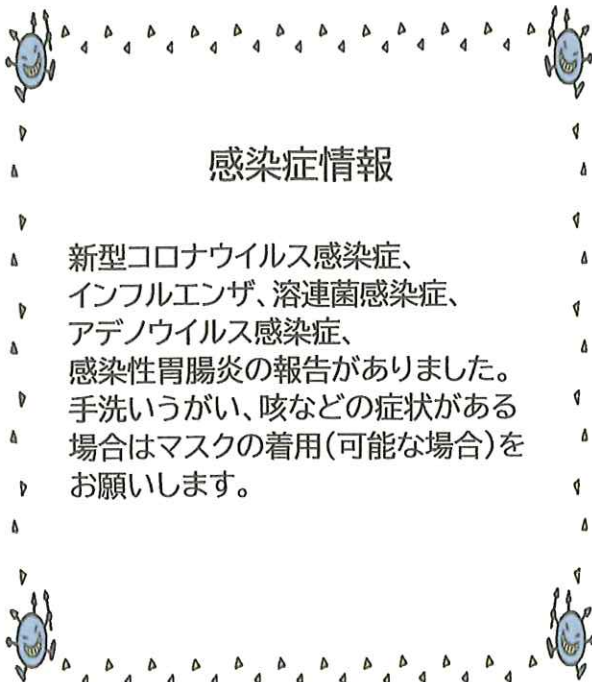 感染症情報
新型コロナウイルス感染症、
インフルエンザ、溶連菌感染症、
アデノウイルス感染症、
感染性胃腸炎の報告がありました。
手洗いうがい、咳などの症状がある
場合はマスクの着用(可能な場合)を
お願いします。